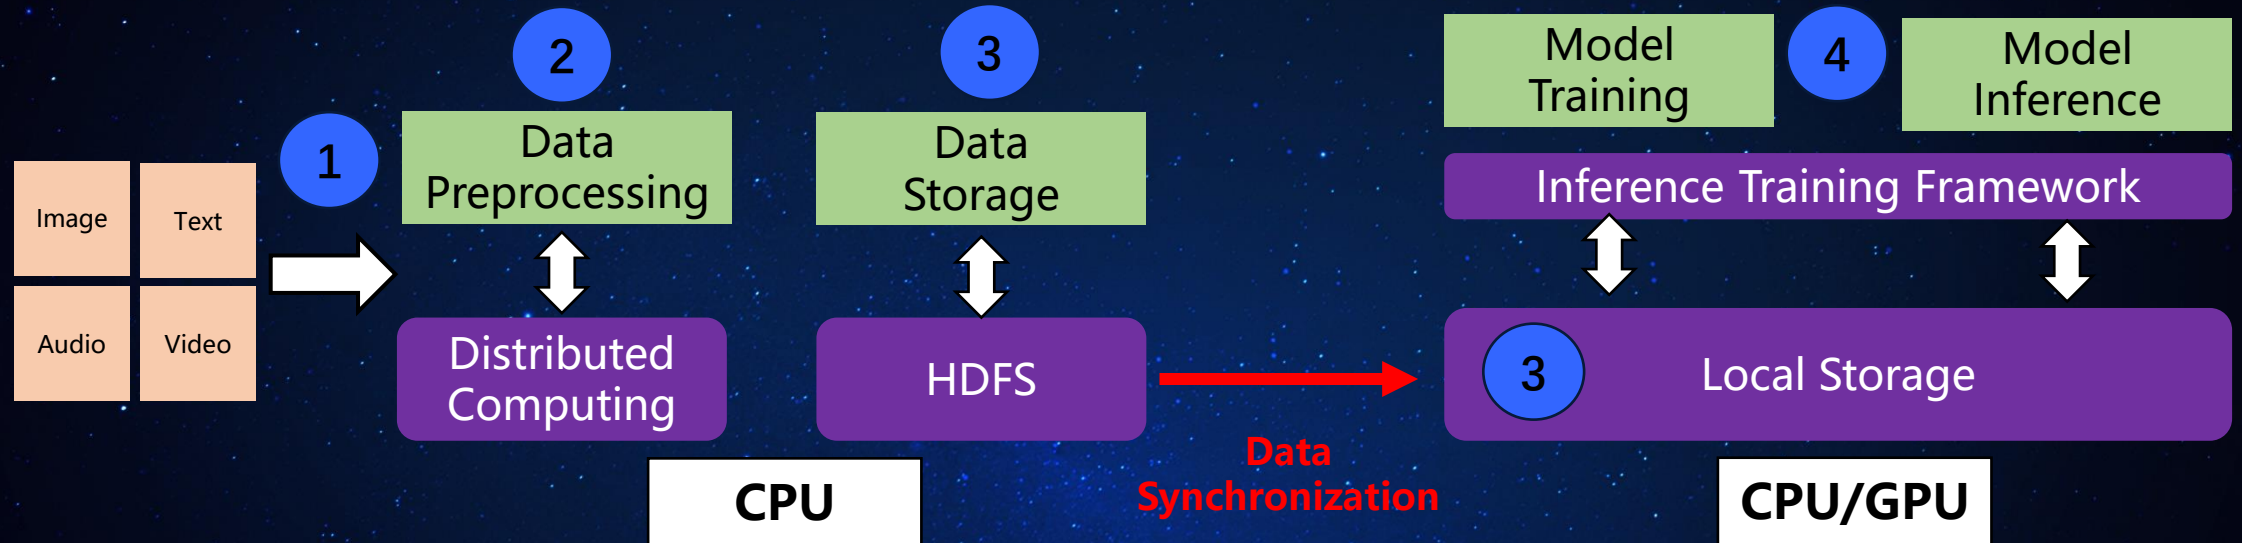 Image
Text
Audio
Video
1
2
Data
Preprocessing
Distributed
Computing
3
Data
Storage
HDFS
CPU
Data
Synchronization
Model
Training
4
Model
Inference
Inference Training Framework
3
Local Storage
CPU/GPU